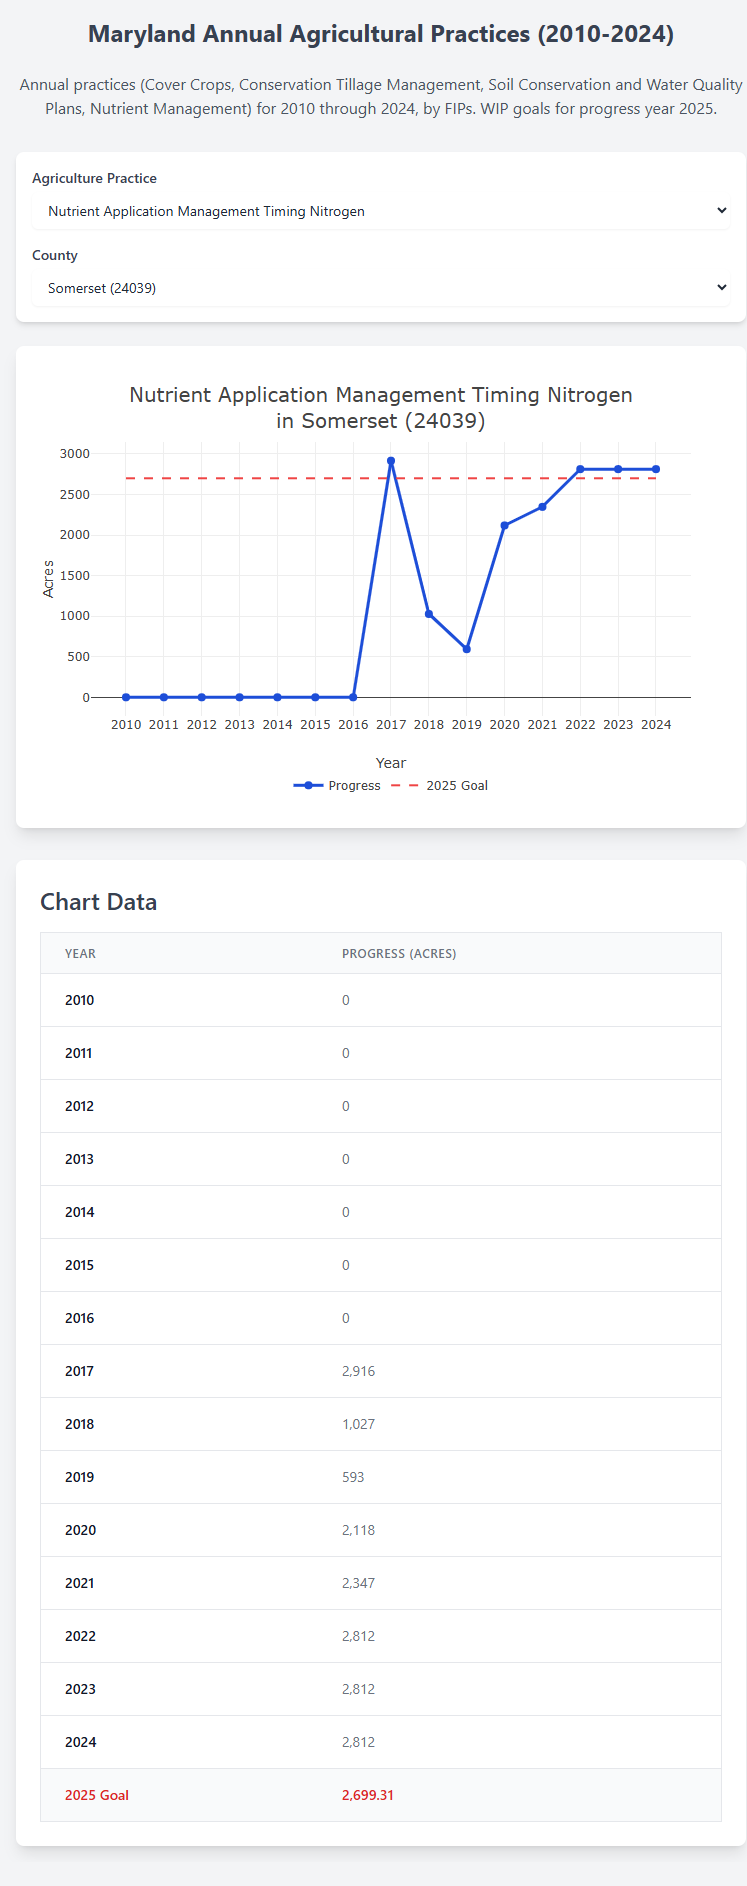 Maryland Annual Agricultural Practices (2010-2024)
Annual practices (Cover Crops, Conservation Tillage Management, Soil Conservation and Water Quality
Plans, Nutrient Management) for 2010 through 2024, by FIPs. WIP goals for progress year 2025.
Agriculture Practice
Nutrient Application Management Timing Nitrogen
County
Somerset (24039)
Nutrient Application Management Timing Nitrogen
in Somerset (24039)
3000
2500
2000
1500
1000
500
0
Acres
2010 2011 2012 2013 2014 2015 2016 2017 2018 2019 2020 2021 2022 2023 2024
Year
Progress 2025 Goal
Chart Data
YEAR PROGRESS (ACRES)
2010 0
2011 0
2012 0
2013 0
2014 0
2015 0
2016 0
2017 2,916
2018 1,027
2019 593
2020 2,118
2021 2,347
2022 2,812
2023 2,812
2024 2,812
2025 Goal 2,699.31